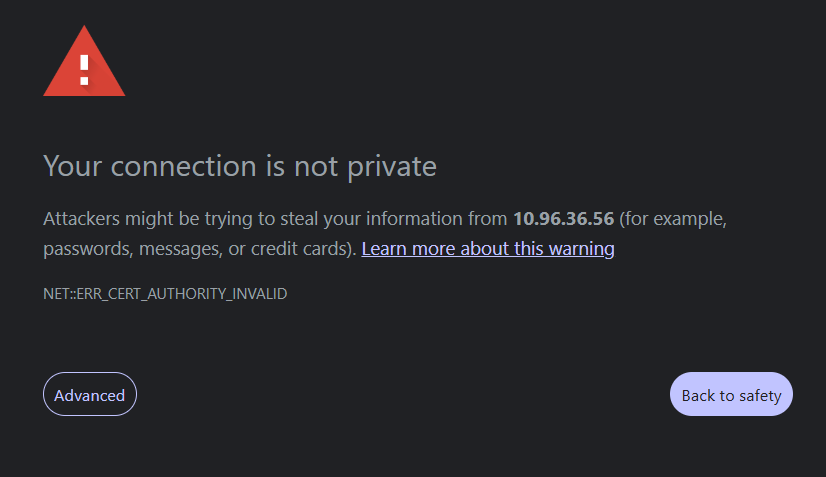 Your connection is not private
Attackers might be trying to steal your information from 10.96.36.56 (for example,
passwords, messages, or credit cards). Learn more about this warning
NET::ERR_CERT_AUTHORITY_INVALID
Advanced
Back to safety